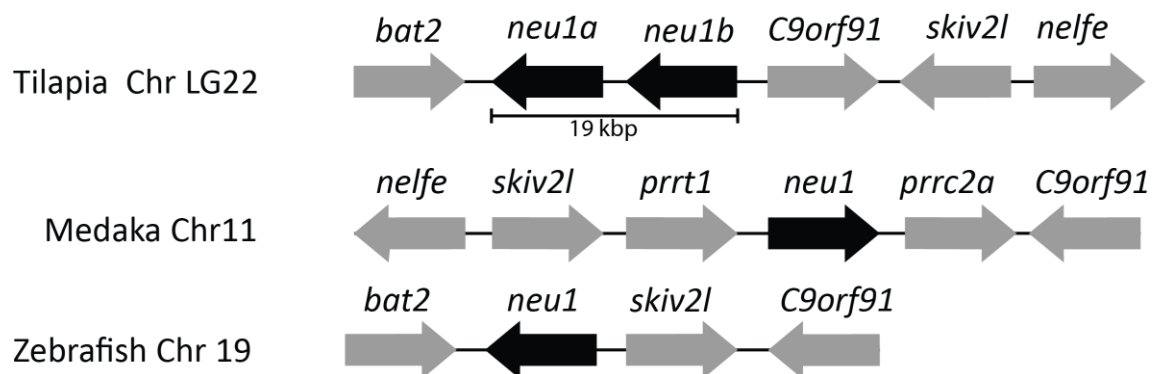 bat2 neu1a neu1b C9orf91 skiv2l nelfe
Tilapia Chr LG22
19 kbp
nelfe skiv2l prrt1 neu1 prrc2a C9orf91
Medaka Chr11
bat2 neu1 skiv2l C9orf91
Zebrafish Chr 19